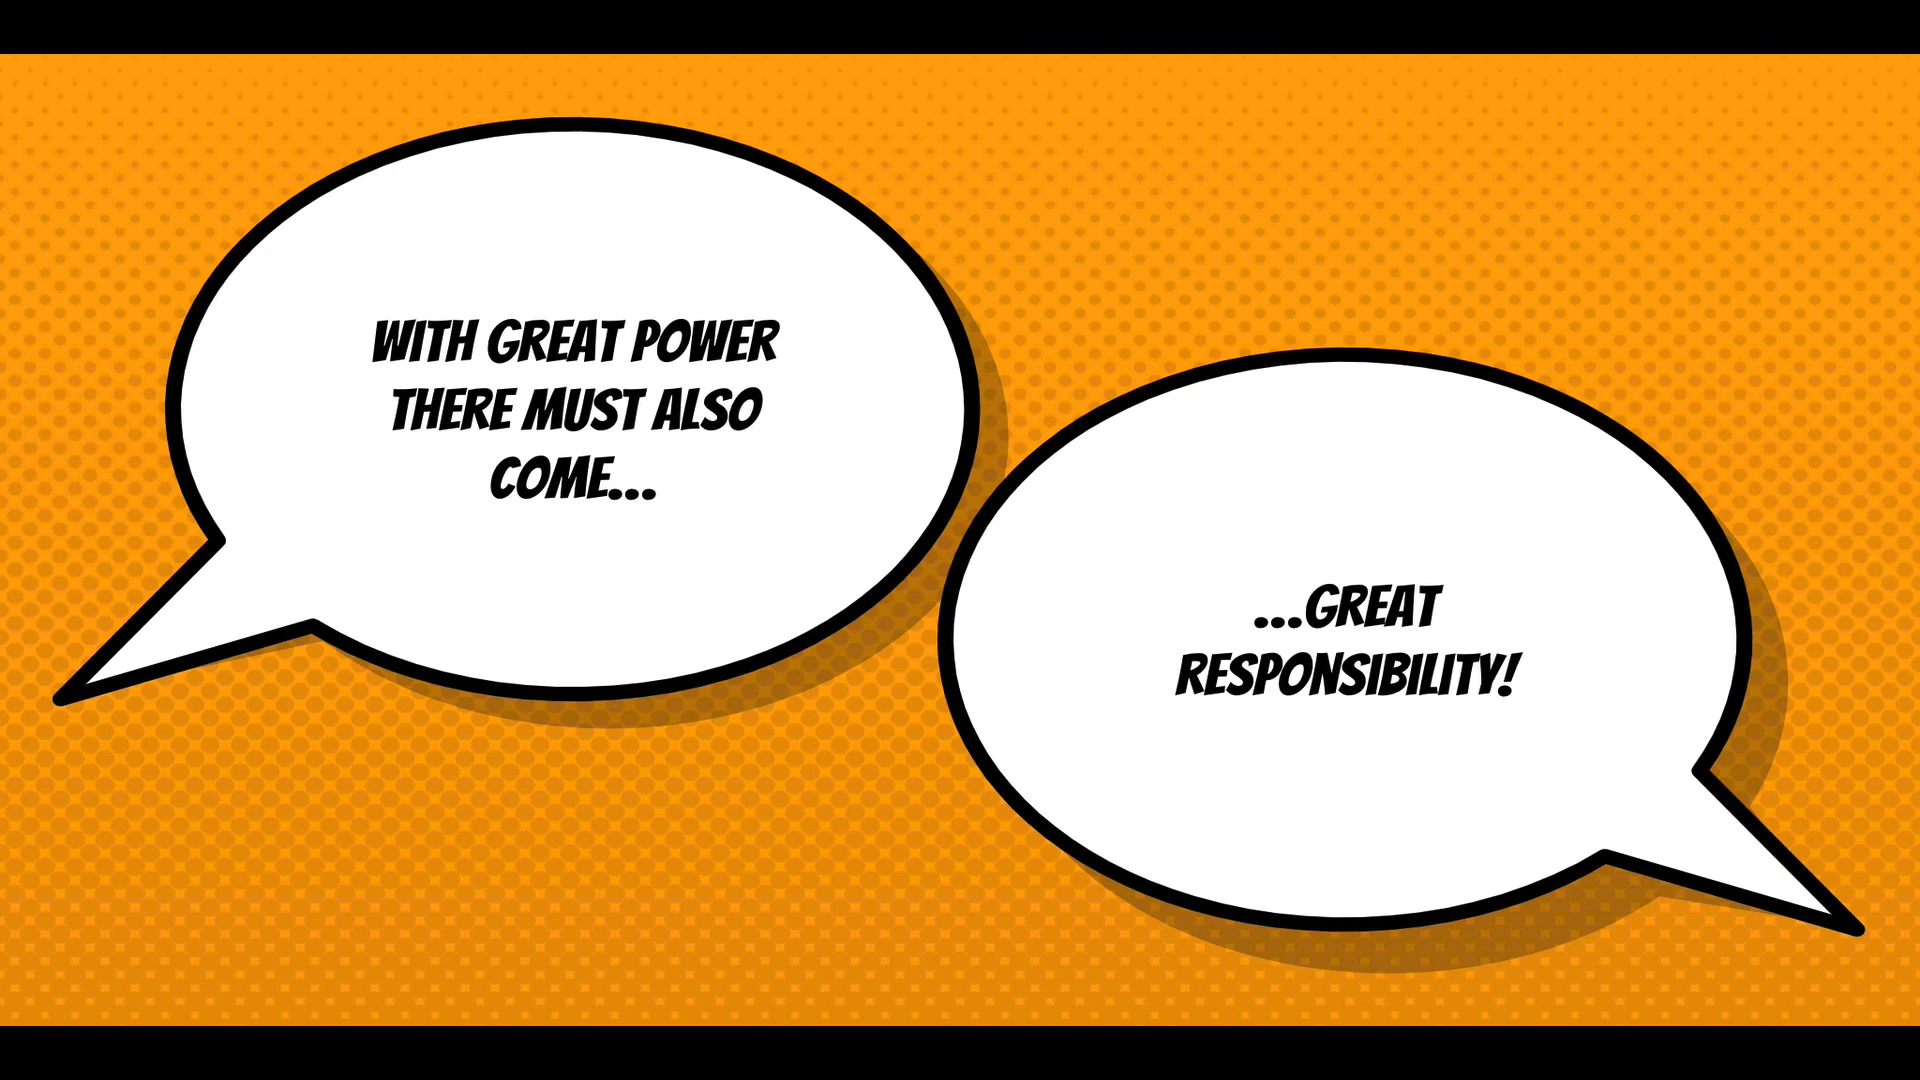 WITH GREAT POWER
THERE MUST ALSO
COME...
...GREAT
RESPONSIBILITY!